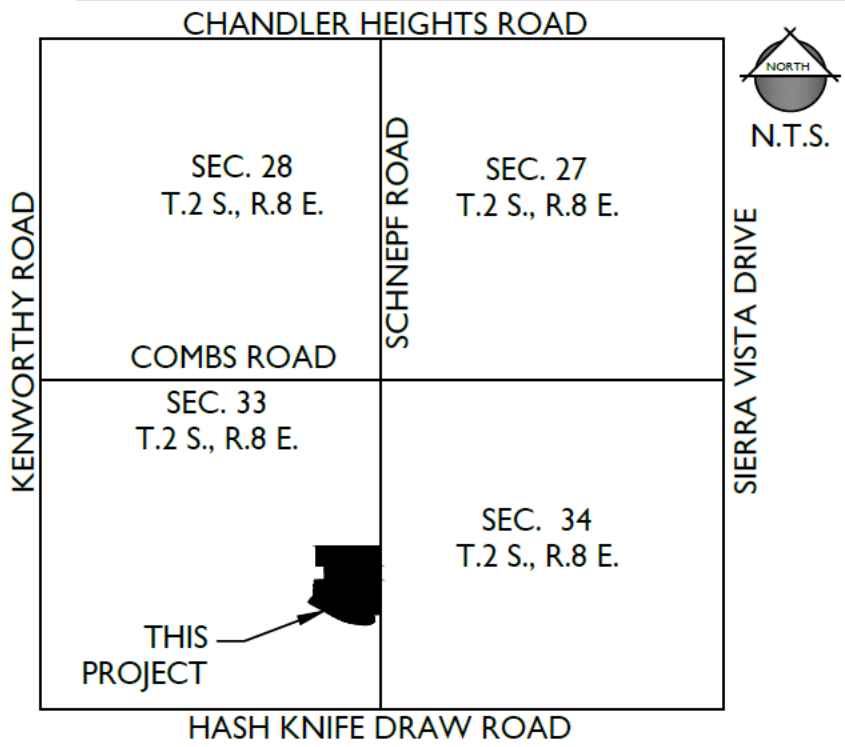 CHANDLER HEIGHTS ROAD
NORTH
N.T.S.
SEC. 28
T.2 S., R.8 E.
SCHNEPF ROAD
SEC. 27
T.2 S., R.8 E.
KENWORTHY ROAD
SIERRA VISTA DRIVE
COMBS ROAD
SEC. 33
T.2 S., R.8 E.
SEC. 34
T.2 S., R.8 E.
THIS
PROJECT
HASH KNIFE DRAW ROAD